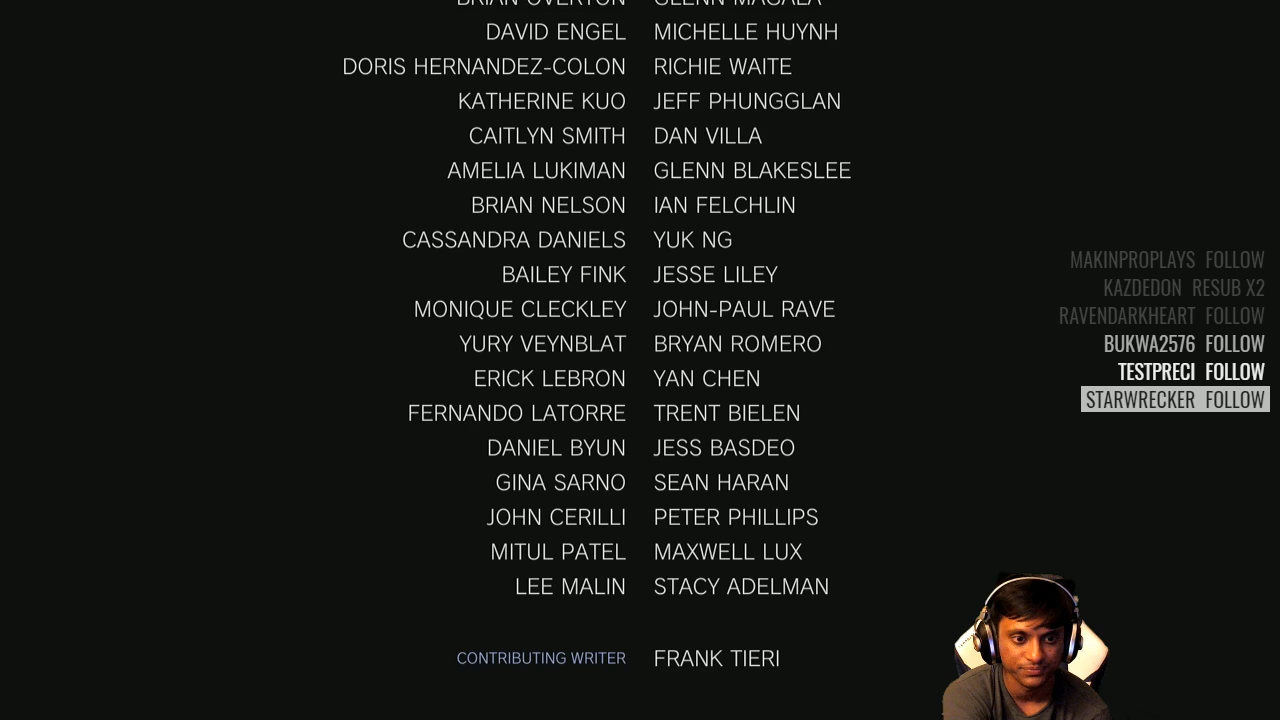 BRIAN OVERTON GLENN MAGALA
DAVID ENGEL MICHELLE HUYNH
DORIS HERNANDEZ-COLON RICHIE WAITE
KATHERINE KUO JEFF PHUNGGLAN
CAITLYN SMITH DAN VILLA
AMELIA LUKIMAN GLENN BLAKESLEE
BRIAN NELSON IAN FELCHLIN
CASSANDRA DANIELS YUK NG
BAILEY FINK JESSE LILEY
MONIQUE CLECKLEY JOHN-PAUL RAVE
YURY VEYNBLAT BRYAN ROMERO
ERICK LEBRON YAN CHEN
FERNANDO LATORRE TRENT BIELEN
DANIEL BYUN JESS BASDEO
GINA SARNO SEAN HARAN
JOHN CERILLI PETER PHILLIPS
MITUL PATEL MAXWELL LUX
LEE MALIN STACY ADELMAN
CONTRIBUTING WRITER FRANK TIERI
MAKINPROPLAYS FOLLOW
KAZDEDON RESUB X2
RAVENDARKHEART FOLLOW
BUKWA2576 FOLLOW
TESTPRECI FOLLOW
STARWRECKER FOLLOW